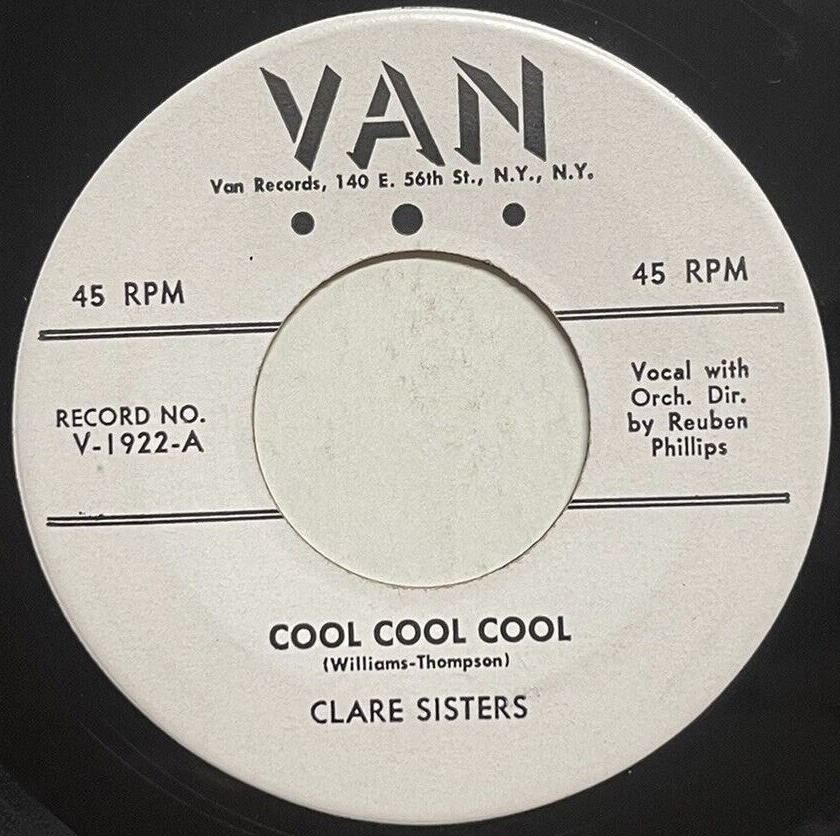 VAN
Van Records, 140 E. 56th St., N.Y., N.Y.
45 RPM
45 RPM
RECORD NO.
V-1922-A
Vocal with
Orch. Dir.
by Reuben
Phillips
COOL COOL COOL
(Williams-Thompson)
CLARE SISTERS